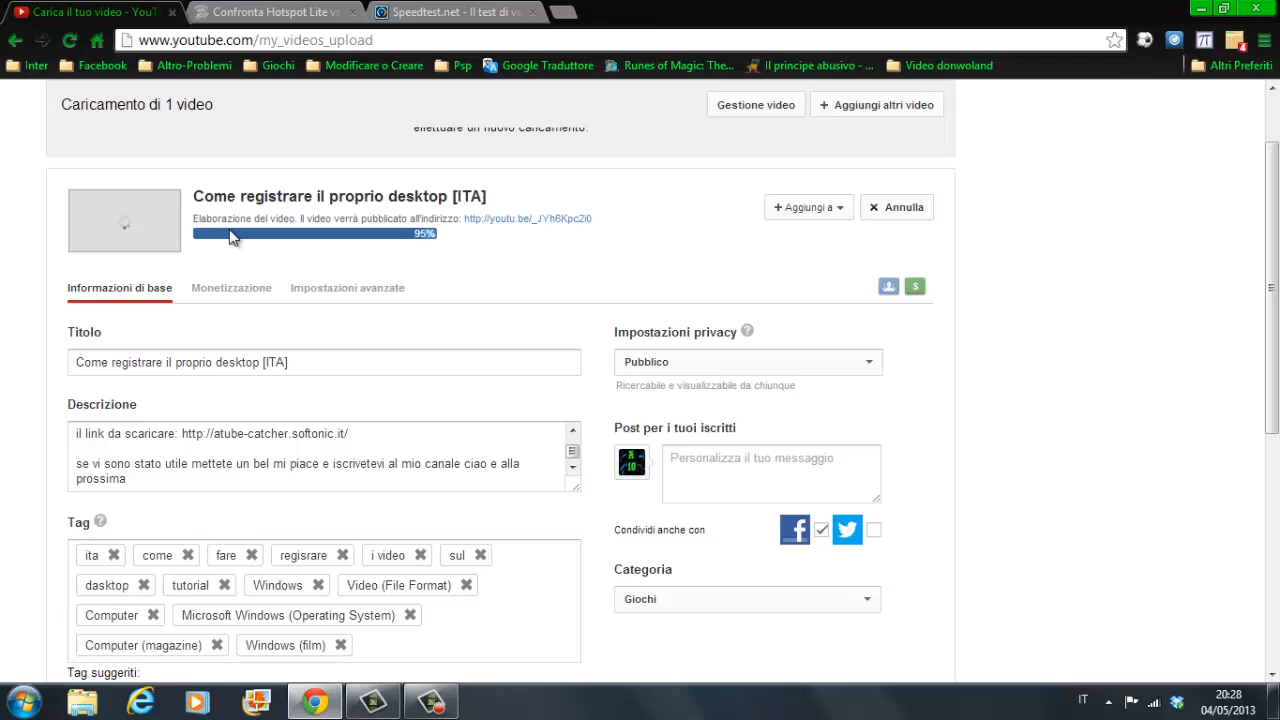 Carica il tuo video - YouT
Confronta Hotspot Lite v
Speedtest.net - Il test di ve
www.youtube.com/my_videos_upload
Inter
Facebook
Altro-Problemi
Giochi
Modificare o Creare
Psp
Google Traduttore
Runes of Magic: The...
Il principe abusivo - ...
Video donwoland
Altri Preferiti
Caricamento di 1 video
Gestione video
+ Aggiungi altri video
effettuare un nuovo caricamento.
Come registrare il proprio desktop [ITA]
Elaborazione del video. Il video verrà pubblicato all'indirizzo: http://youtu.be/_JYh6Kpc2i0
95%
+ Aggiungi a
Annulla
Informazioni di base
Monetizzazione
Impostazioni avanzate
$
Titolo
Come registrare il proprio desktop [ITA]
Impostazioni privacy ?
Pubblico
Ricercabile e visualizzabile da chiunque
Descrizione
il link da scaricare: http://atube-catcher.softonic.it/
se vi sono stato utile mettete un bel mi piace e iscrivetevi al mio canale ciao e alla
prossima
Post per i tuoi iscritti
Personalizza il tuo messaggio
Condividi anche con
Tag ?
ita
come
fare
regisrare
i video
sul
dasktop
tutorial
Windows
Video (File Format)
Computer
Microsoft Windows (Operating System)
Computer (magazine)
Windows (film)
Tag suggeriti:
Categoria
Giochi
IT
20:28
04/05/2013